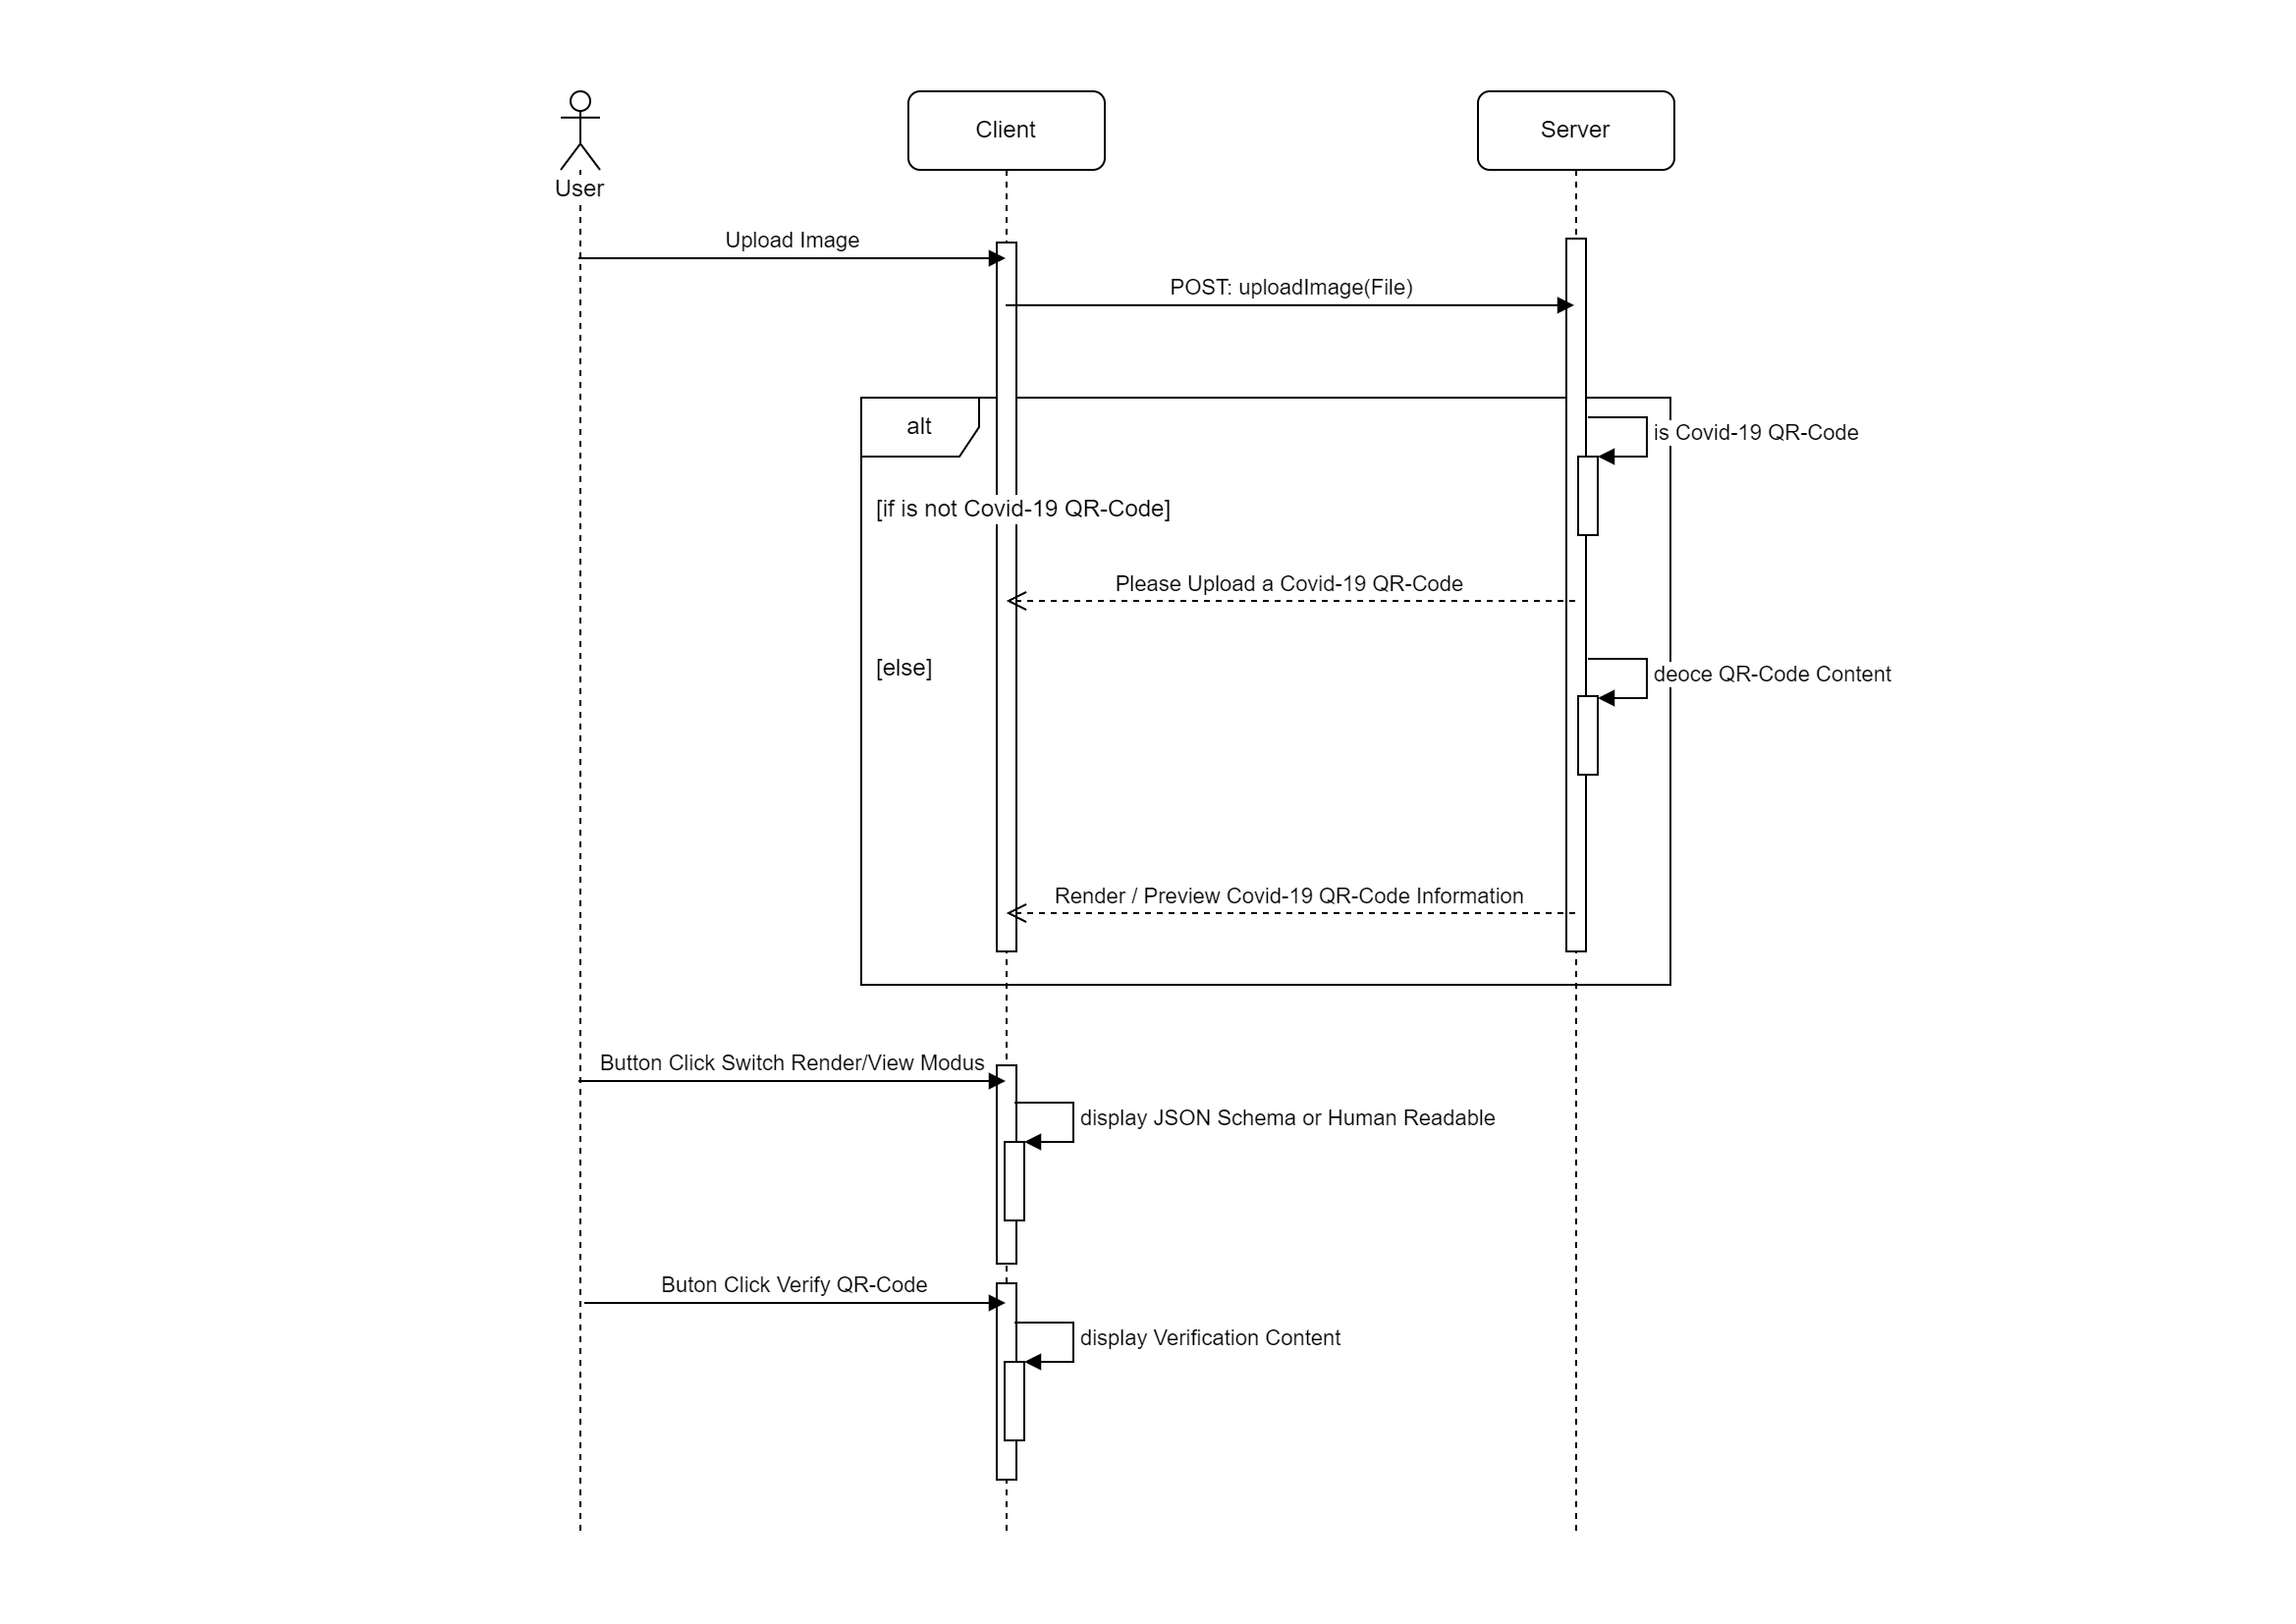 User
Client
Server
Upload Image
POST: uploadImage(File)
alt
is Covid-19 QR-Code
[if is not Covid-19 QR-Code]
Please Upload a Covid-19 QR-Code
[else]
deoce QR-Code Content
Render / Preview Covid-19 QR-Code Information
Button Click Switch Render/View Modus
display JSON Schema or Human Readable
Buton Click Verify QR-Code
display Verification Content